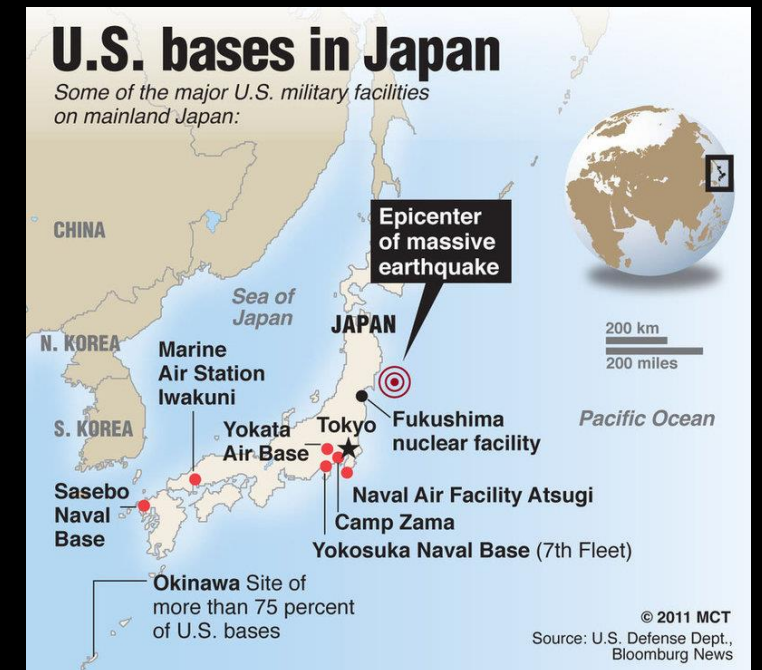 U.S. bases in Japan
Some of the major U.S. military facilities
on mainland Japan:
CHINA
Epicenter
of massive
earthquake
Sea of
Japan
JAPAN
200 km
200 miles
N. KOREA
Marine
Air Station
Iwakuni
S. KOREA
Yokata
Air Base
Tokyo
Fukushima
nuclear facility
Pacific Ocean
Sasebo
Naval
Base
Naval Air Facility Atsugi
Camp Zama
Yokosuka Naval Base (7th Fleet)
Okinawa Site of
more than 75 percent
of U.S. bases
© 2011 MCT
Source: U.S. Defense Dept.,
Bloomburg News